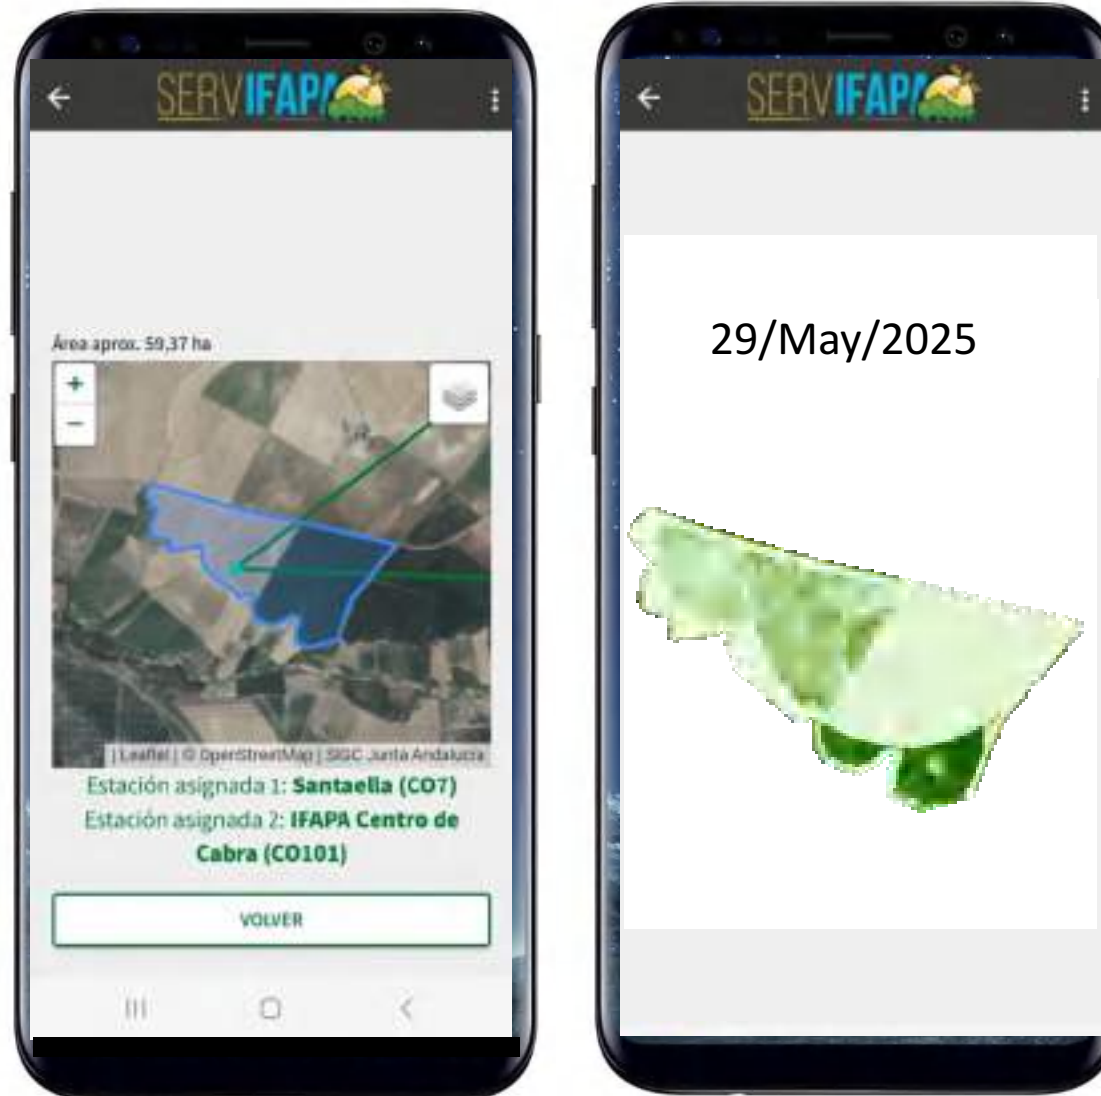 SERVIFAPA
Área aprox. 59,37 ha
+
−
| Leaflet | © OpenStreetMap | SIGC Junta Andalucía
Estación asignada 1: Santaella (CO7)
Estación asignada 2: IFAPA Centro de
Cabra (CO101)
VOLVER
SERVIFAPA
29/May/2025